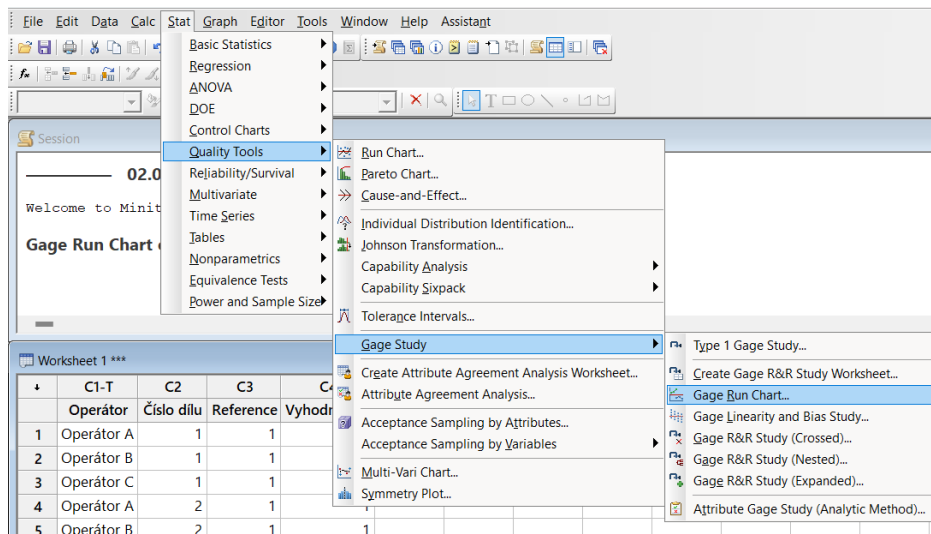 File Edit Data Calc Stat Graph Editor Tools Window Help Assistant
Basic Statistics
Regression
ANOVA
DOE
Control Charts
Quality Tools
Reliability/Survival
Multivariate
Time Series
Tables
Nonparametrics
Equivalence Tests
Power and Sample Size
Run Chart...
Pareto Chart...
Cause-and-Effect...
Individual Distribution Identification...
Johnson Transformation...
Capability Analysis
Capability Sixpack
Tolerance Intervals...
Gage Study
Create Attribute Agreement Analysis Worksheet...
Attribute Agreement Analysis...
Acceptance Sampling by Attributes...
Acceptance Sampling by Variables
Multi-Vari Chart...
Symmetry Plot...
Type 1 Gage Study...
Create Gage R&R Study Worksheet...
Gage Run Chart...
Gage Linearity and Bias Study...
Gage R&R Study (Crossed)...
Gage R&R Study (Nested)...
Gage R&R Study (Expanded)...
Attribute Gage Study (Analytic Method)...
Session
02.0
Welcome to Minit
Gage Run Chart
Worksheet 1 ***
C1-T C2 C3
Operátor Číslo dílu Reference Vyhodn
1 Operátor A 1 1
2 Operátor B 1 1
3 Operátor C 1 1
4 Operátor A 2 1 1
5 Operátor B 2 1 1